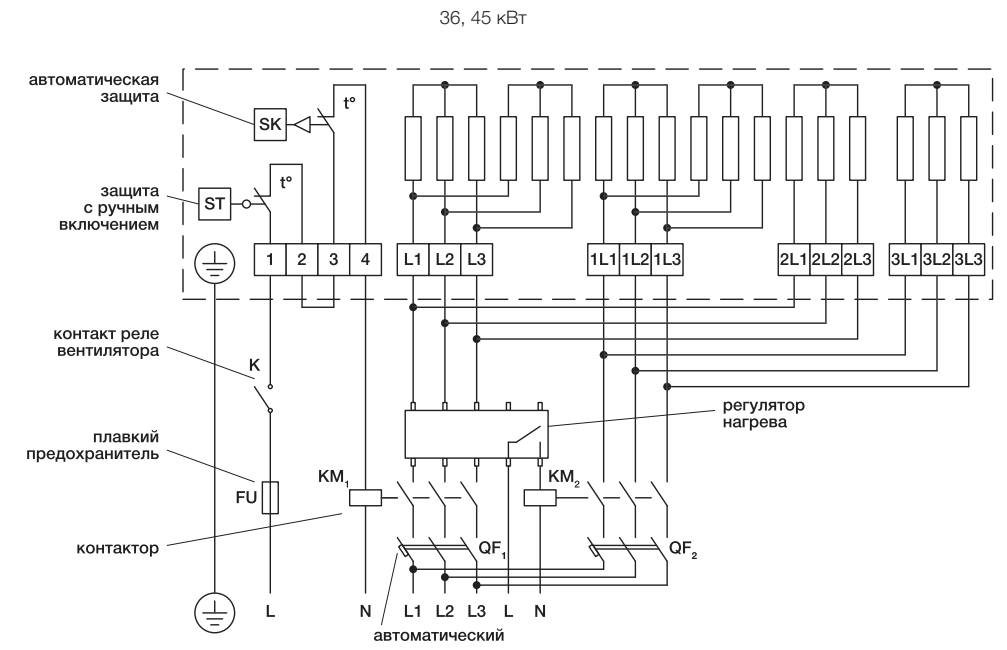 36, 45 кВт
автоматическая
защита
t°
SK
защита
с ручным
включением
t°
ST
1 2 3 4 L1 L2 L3 1L1 1L2 1L3 2L1 2L2 2L3 3L1 3L2 3L3
контакт реле
вентилятора
K
регулятор
нагрева
плавкий
предохранитель
FU
KM1
KM2
контактор
QF1
QF2
L N L1 L2 L3 L N
автоматический